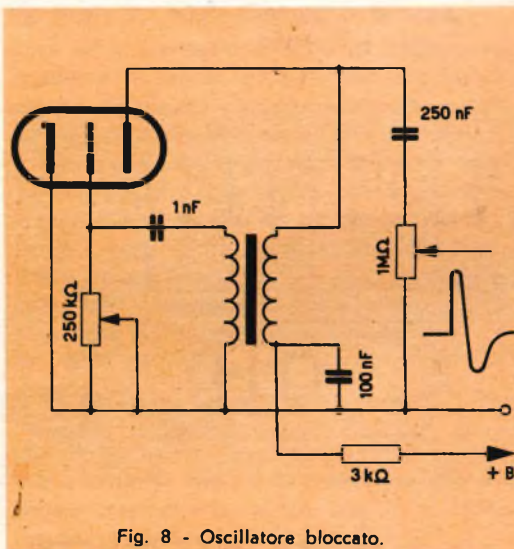 250 nF
1 nF
1MΩ
250 kΩ
100 nF
3 kΩ
+ B
Fig. 8 - Oscillatore bloccato.